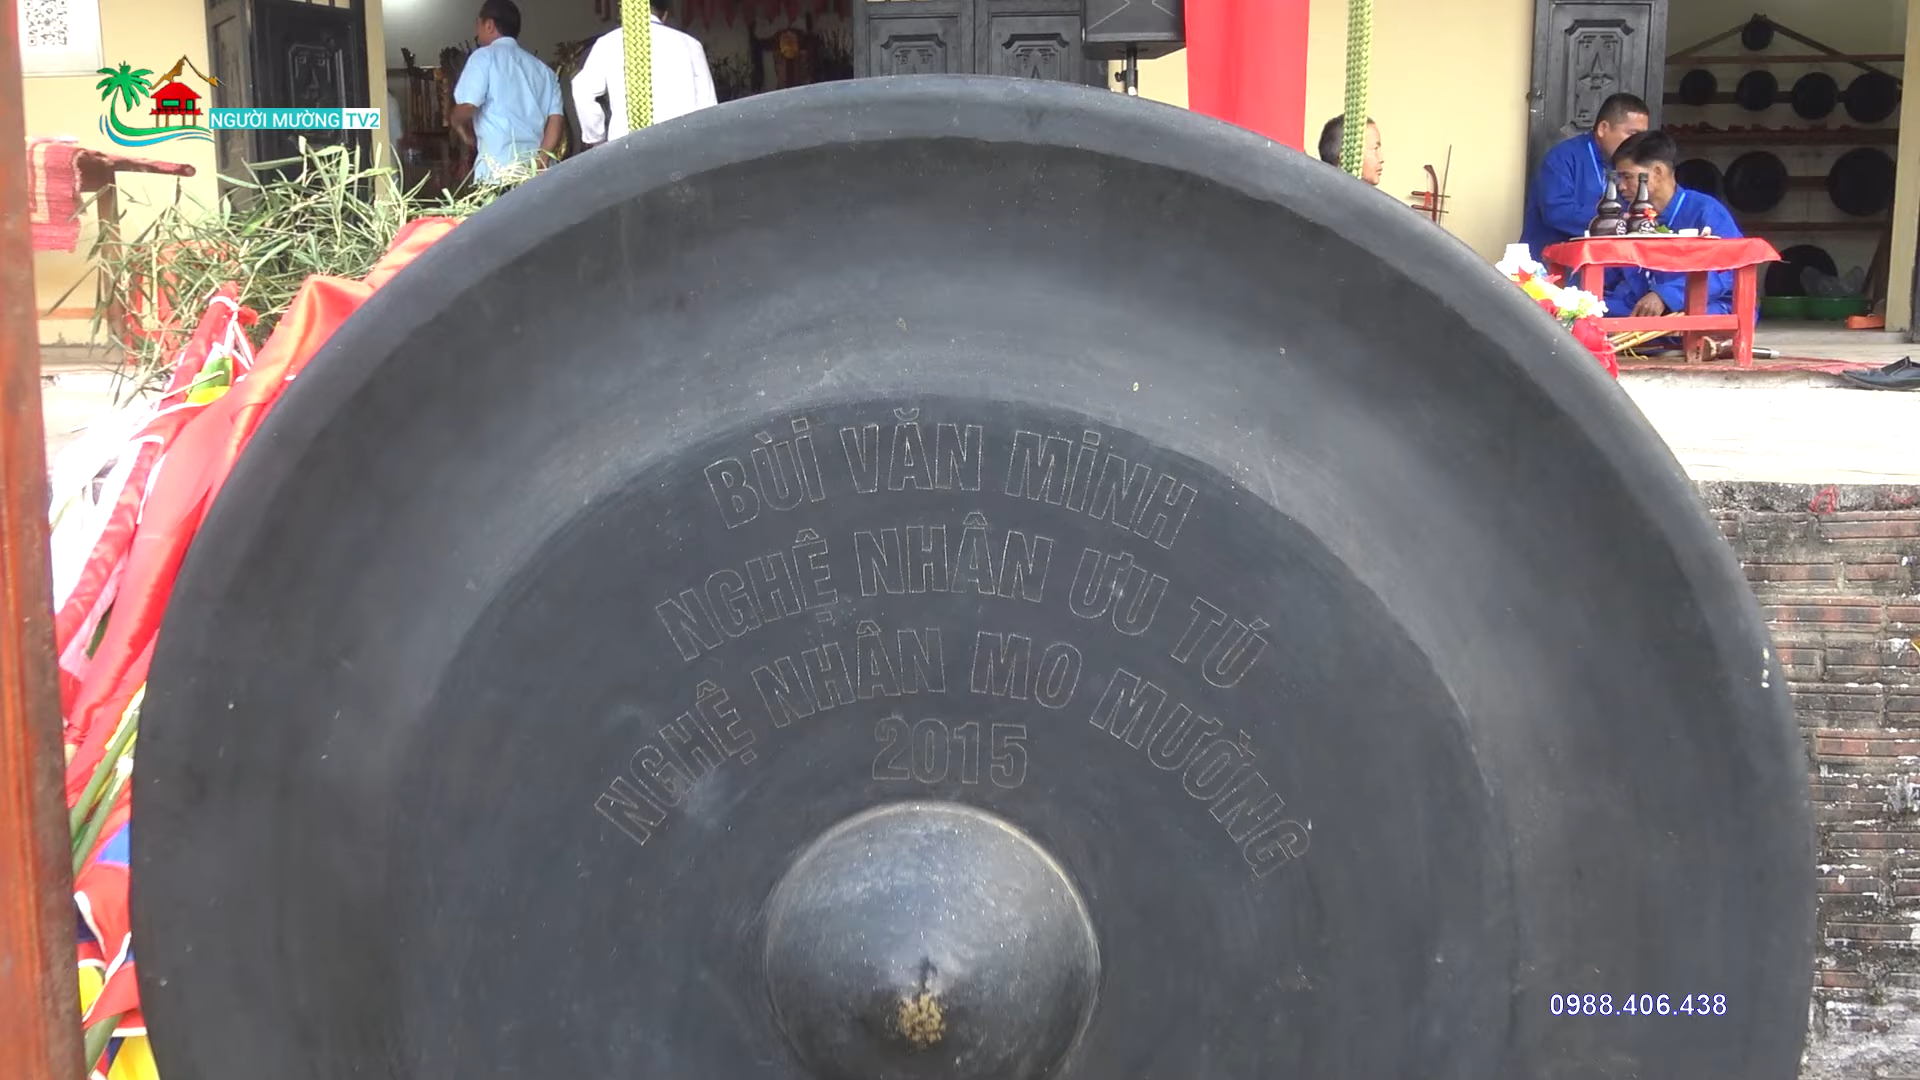 NGƯỜI MƯỜNG TV2
BÙI VĂN MINH
NGHỆ NHÂN ƯU TÚ
NGHỆ NHÂN MO MƯỜNG
2015
0988.406.438